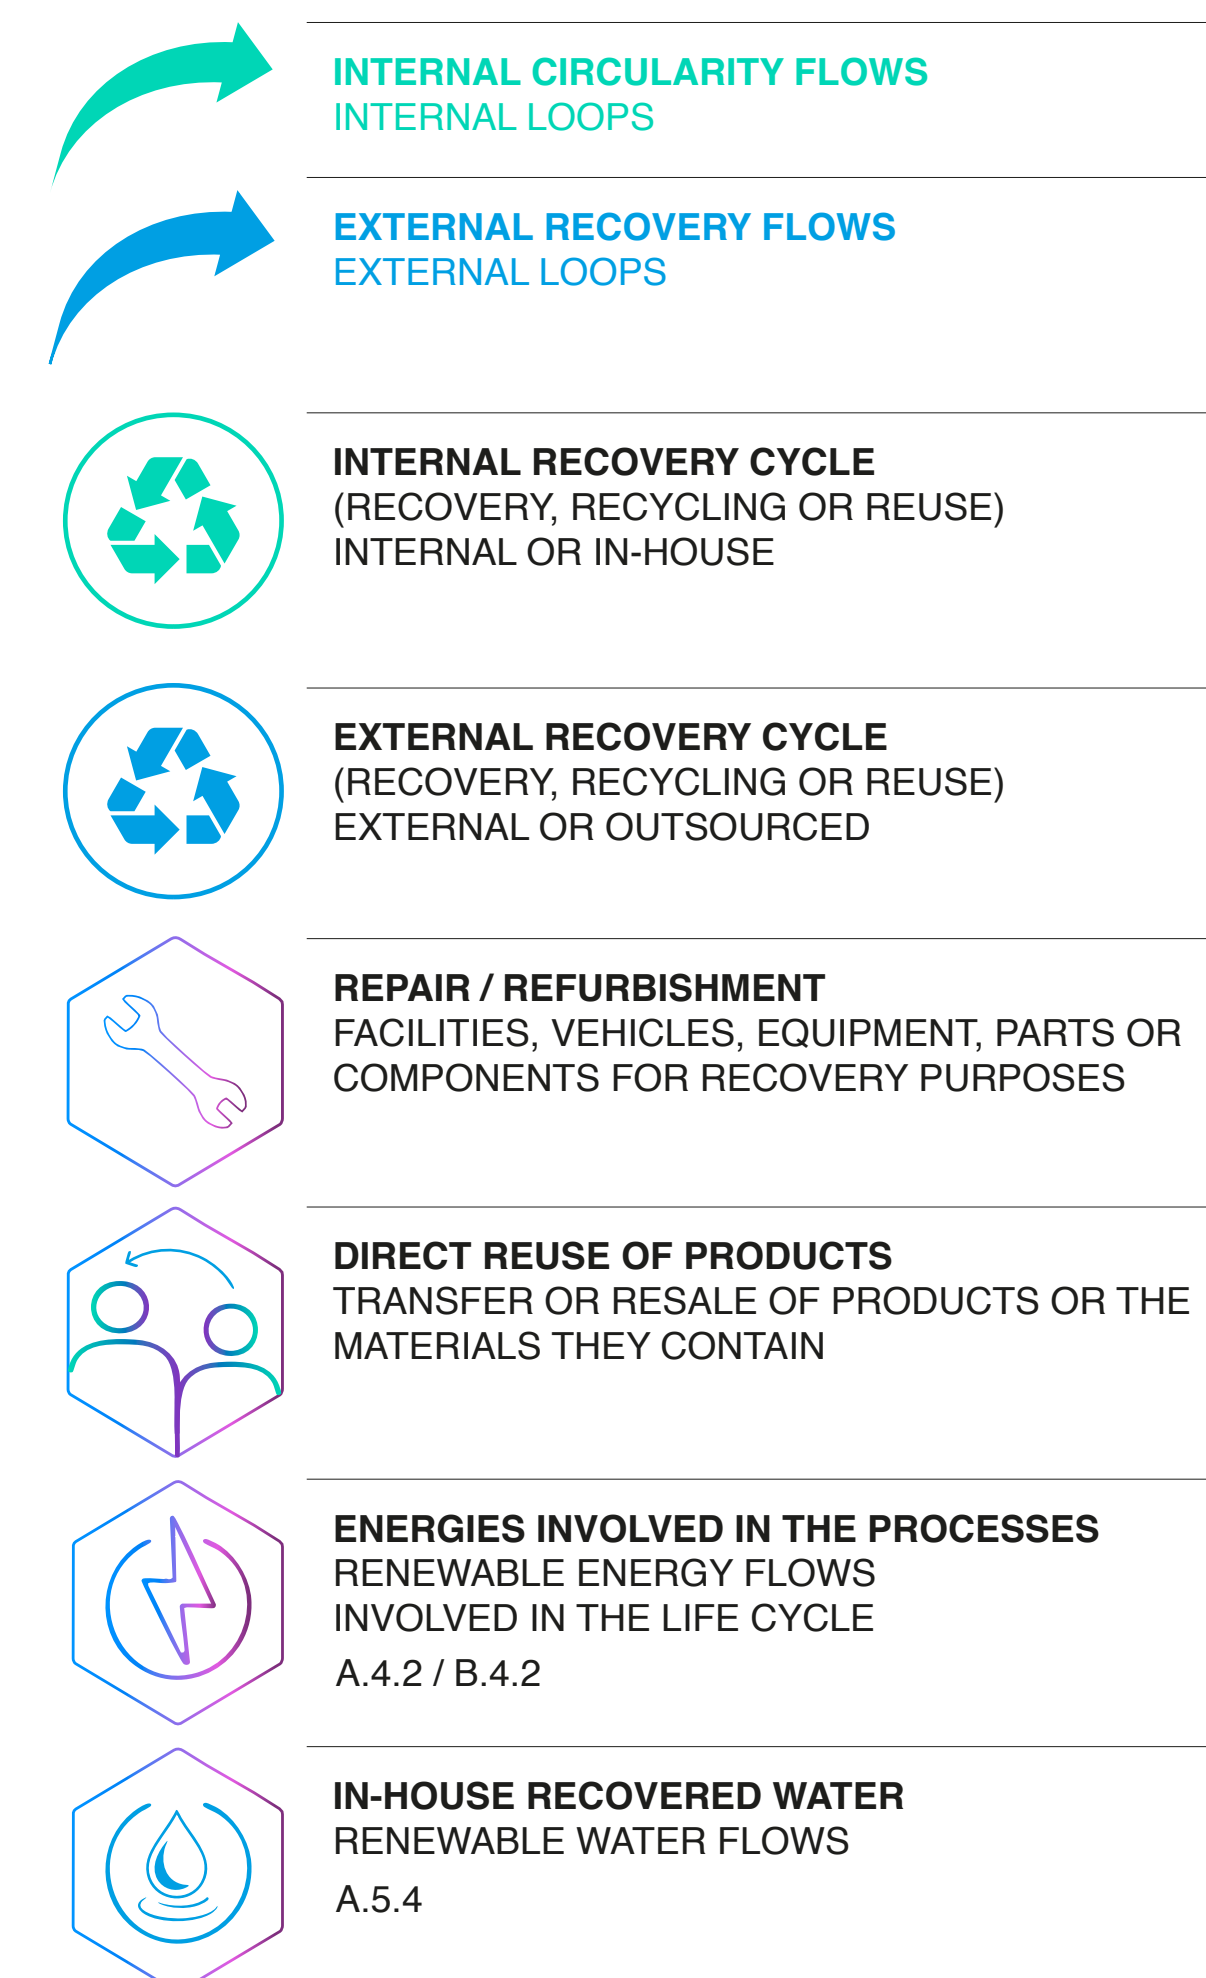 INTERNAL CIRCULARITY FLOWS
INTERNAL LOOPS
EXTERNAL RECOVERY FLOWS
EXTERNAL LOOPS
INTERNAL RECOVERY CYCLE
(RECOVERY, RECYCLING OR REUSE)
INTERNAL OR IN-HOUSE
EXTERNAL RECOVERY CYCLE
(RECOVERY, RECYCLING OR REUSE)
EXTERNAL OR OUTSOURCED
REPAIR / REFURBISHMENT
FACILITIES, VEHICLES, EQUIPMENT, PARTS OR
COMPONENTS FOR RECOVERY PURPOSES
DIRECT REUSE OF PRODUCTS
TRANSFER OR RESALE OF PRODUCTS OR THE
MATERIALS THEY CONTAIN
ENERGIES INVOLVED IN THE PROCESSES
RENEWABLE ENERGY FLOWS
INVOLVED IN THE LIFE CYCLE
A.4.2 / B.4.2
IN-HOUSE RECOVERED WATER
RENEWABLE WATER FLOWS
A.5.4